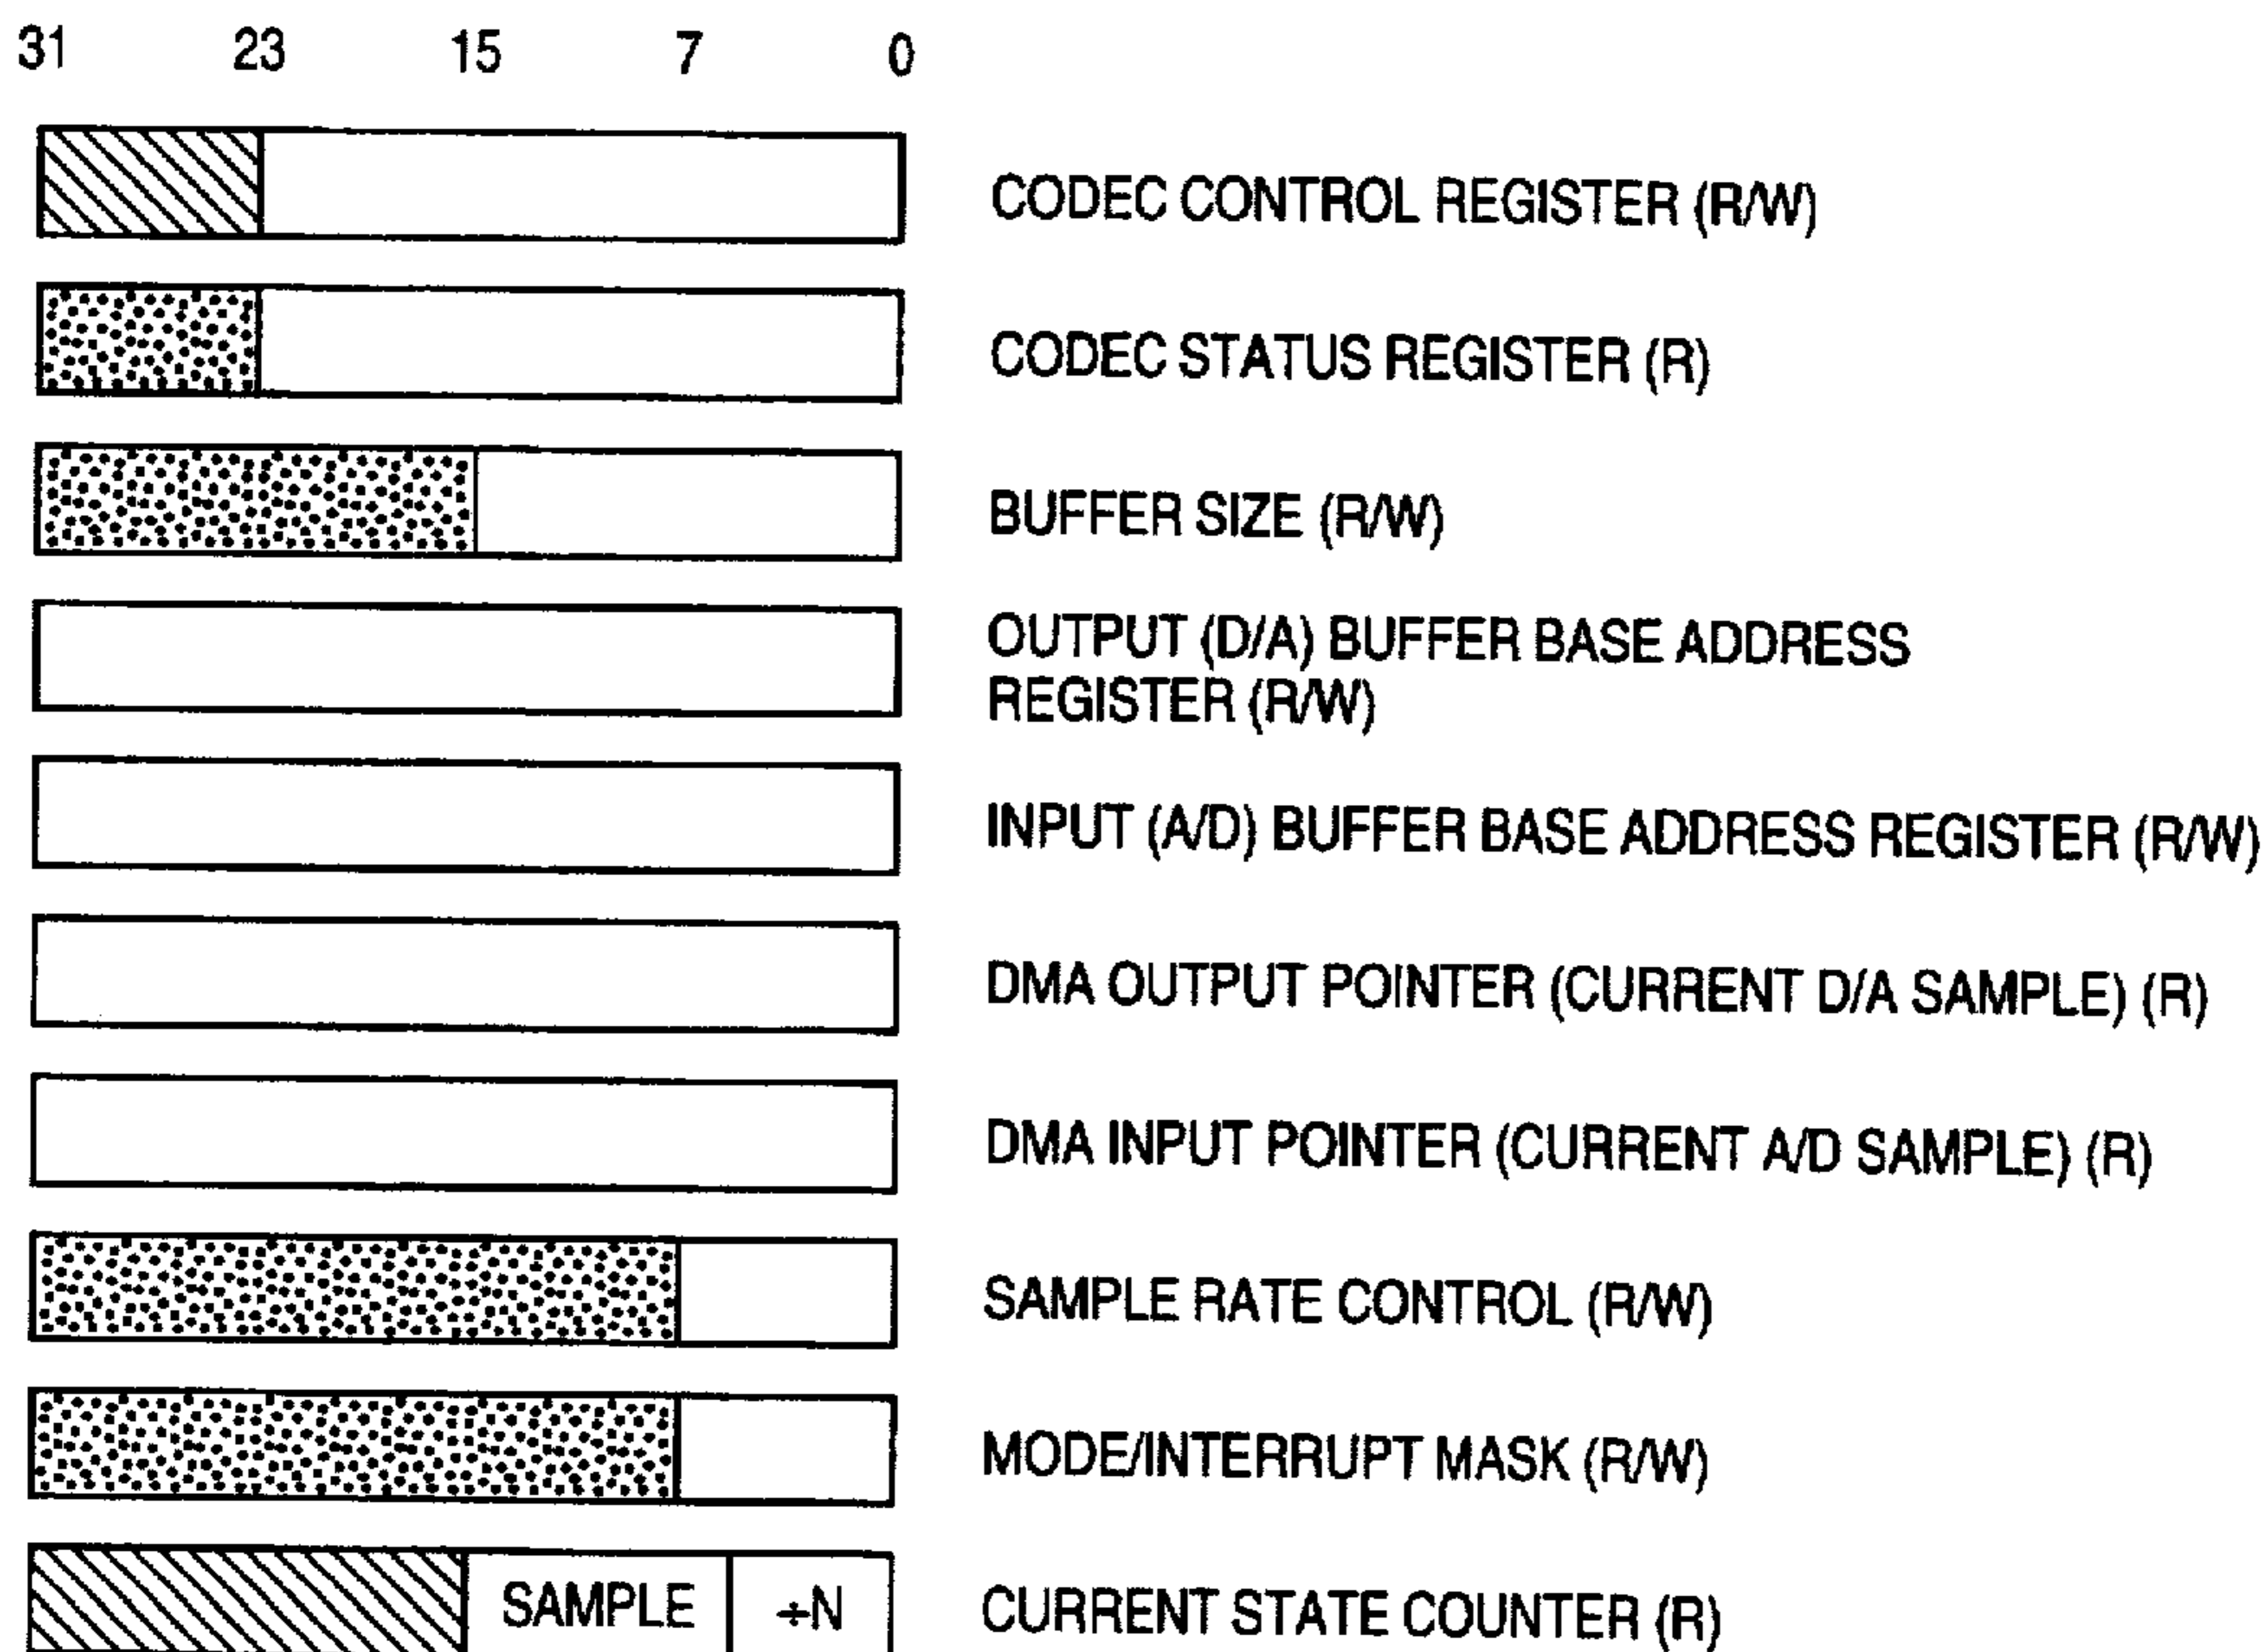 31 23 15 7 0
CODEC CONTROL REGISTER (R/W)
CODEC STATUS REGISTER (R)
BUFFER SIZE (R/W)
OUTPUT (D/A) BUFFER BASE ADDRESS
REGISTER (R/W)
INPUT (A/D) BUFFER BASE ADDRESS REGISTER (R/W)
DMA OUTPUT POINTER (CURRENT D/A SAMPLE) (R)
DMA INPUT POINTER (CURRENT A/D SAMPLE) (R)
SAMPLE RATE CONTROL (R/W)
MODE/INTERRUPT MASK (R/W)
SAMPLE ÷N CURRENT STATE COUNTER (R)